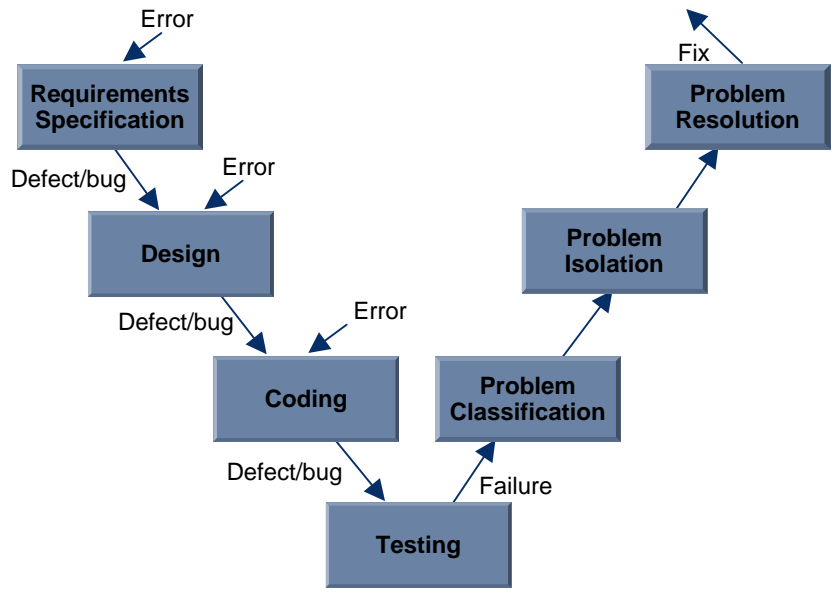 Error
Fix
Requirements
Specification
Problem
Resolution
Defect/bug
Error
Design
Problem
Isolation
Defect/bug
Error
Coding
Problem
Classification
Defect/bug
Failure
Testing